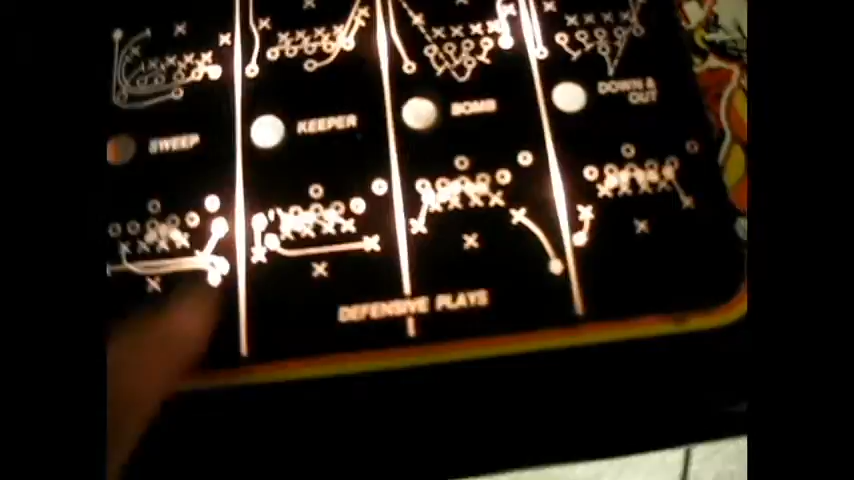 SWEEP
KEEPER
BOMB
DOWN &
OUT
DEFENSIVE PLAYS